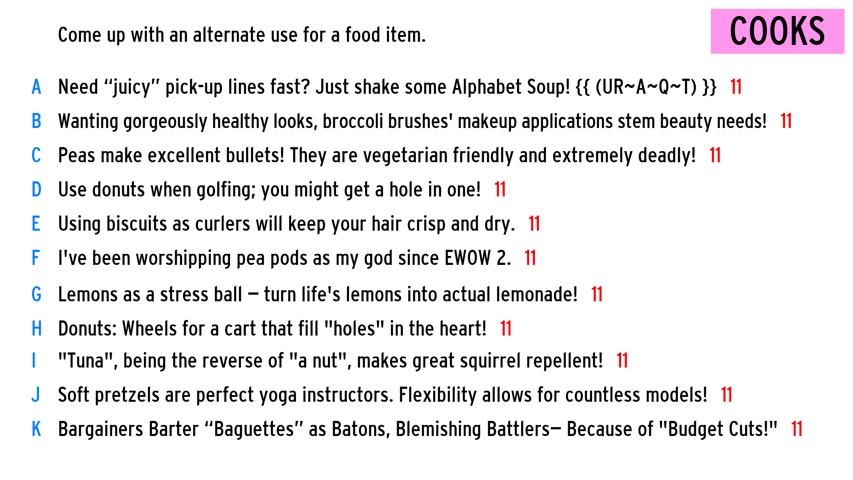 Come up with an alternate use for a food item.
COOKS
A Need “juicy” pick-up lines fast? Just shake some Alphabet Soup! {{ (UR~A~Q~T) }} 11
B Wanting gorgeously healthy looks, broccoli brushes' makeup applications stem beauty needs! 11
C Peas make excellent bullets! They are vegetarian friendly and extremely deadly! 11
D Use donuts when golfing; you might get a hole in one! 11
E Using biscuits as curlers will keep your hair crisp and dry. 11
F I've been worshipping pea pods as my god since EWOW 2. 11
G Lemons as a stress ball – turn life's lemons into actual lemonade! 11
H Donuts: Wheels for a cart that fill "holes" in the heart! 11
I "Tuna", being the reverse of "a nut", makes great squirrel repellent! 11
J Soft pretzels are perfect yoga instructors. Flexibility allows for countless models! 11
K Bargainers Barter “Baguettes” as Batons, Blemishing Battlers– Because of "Budget Cuts!" 11